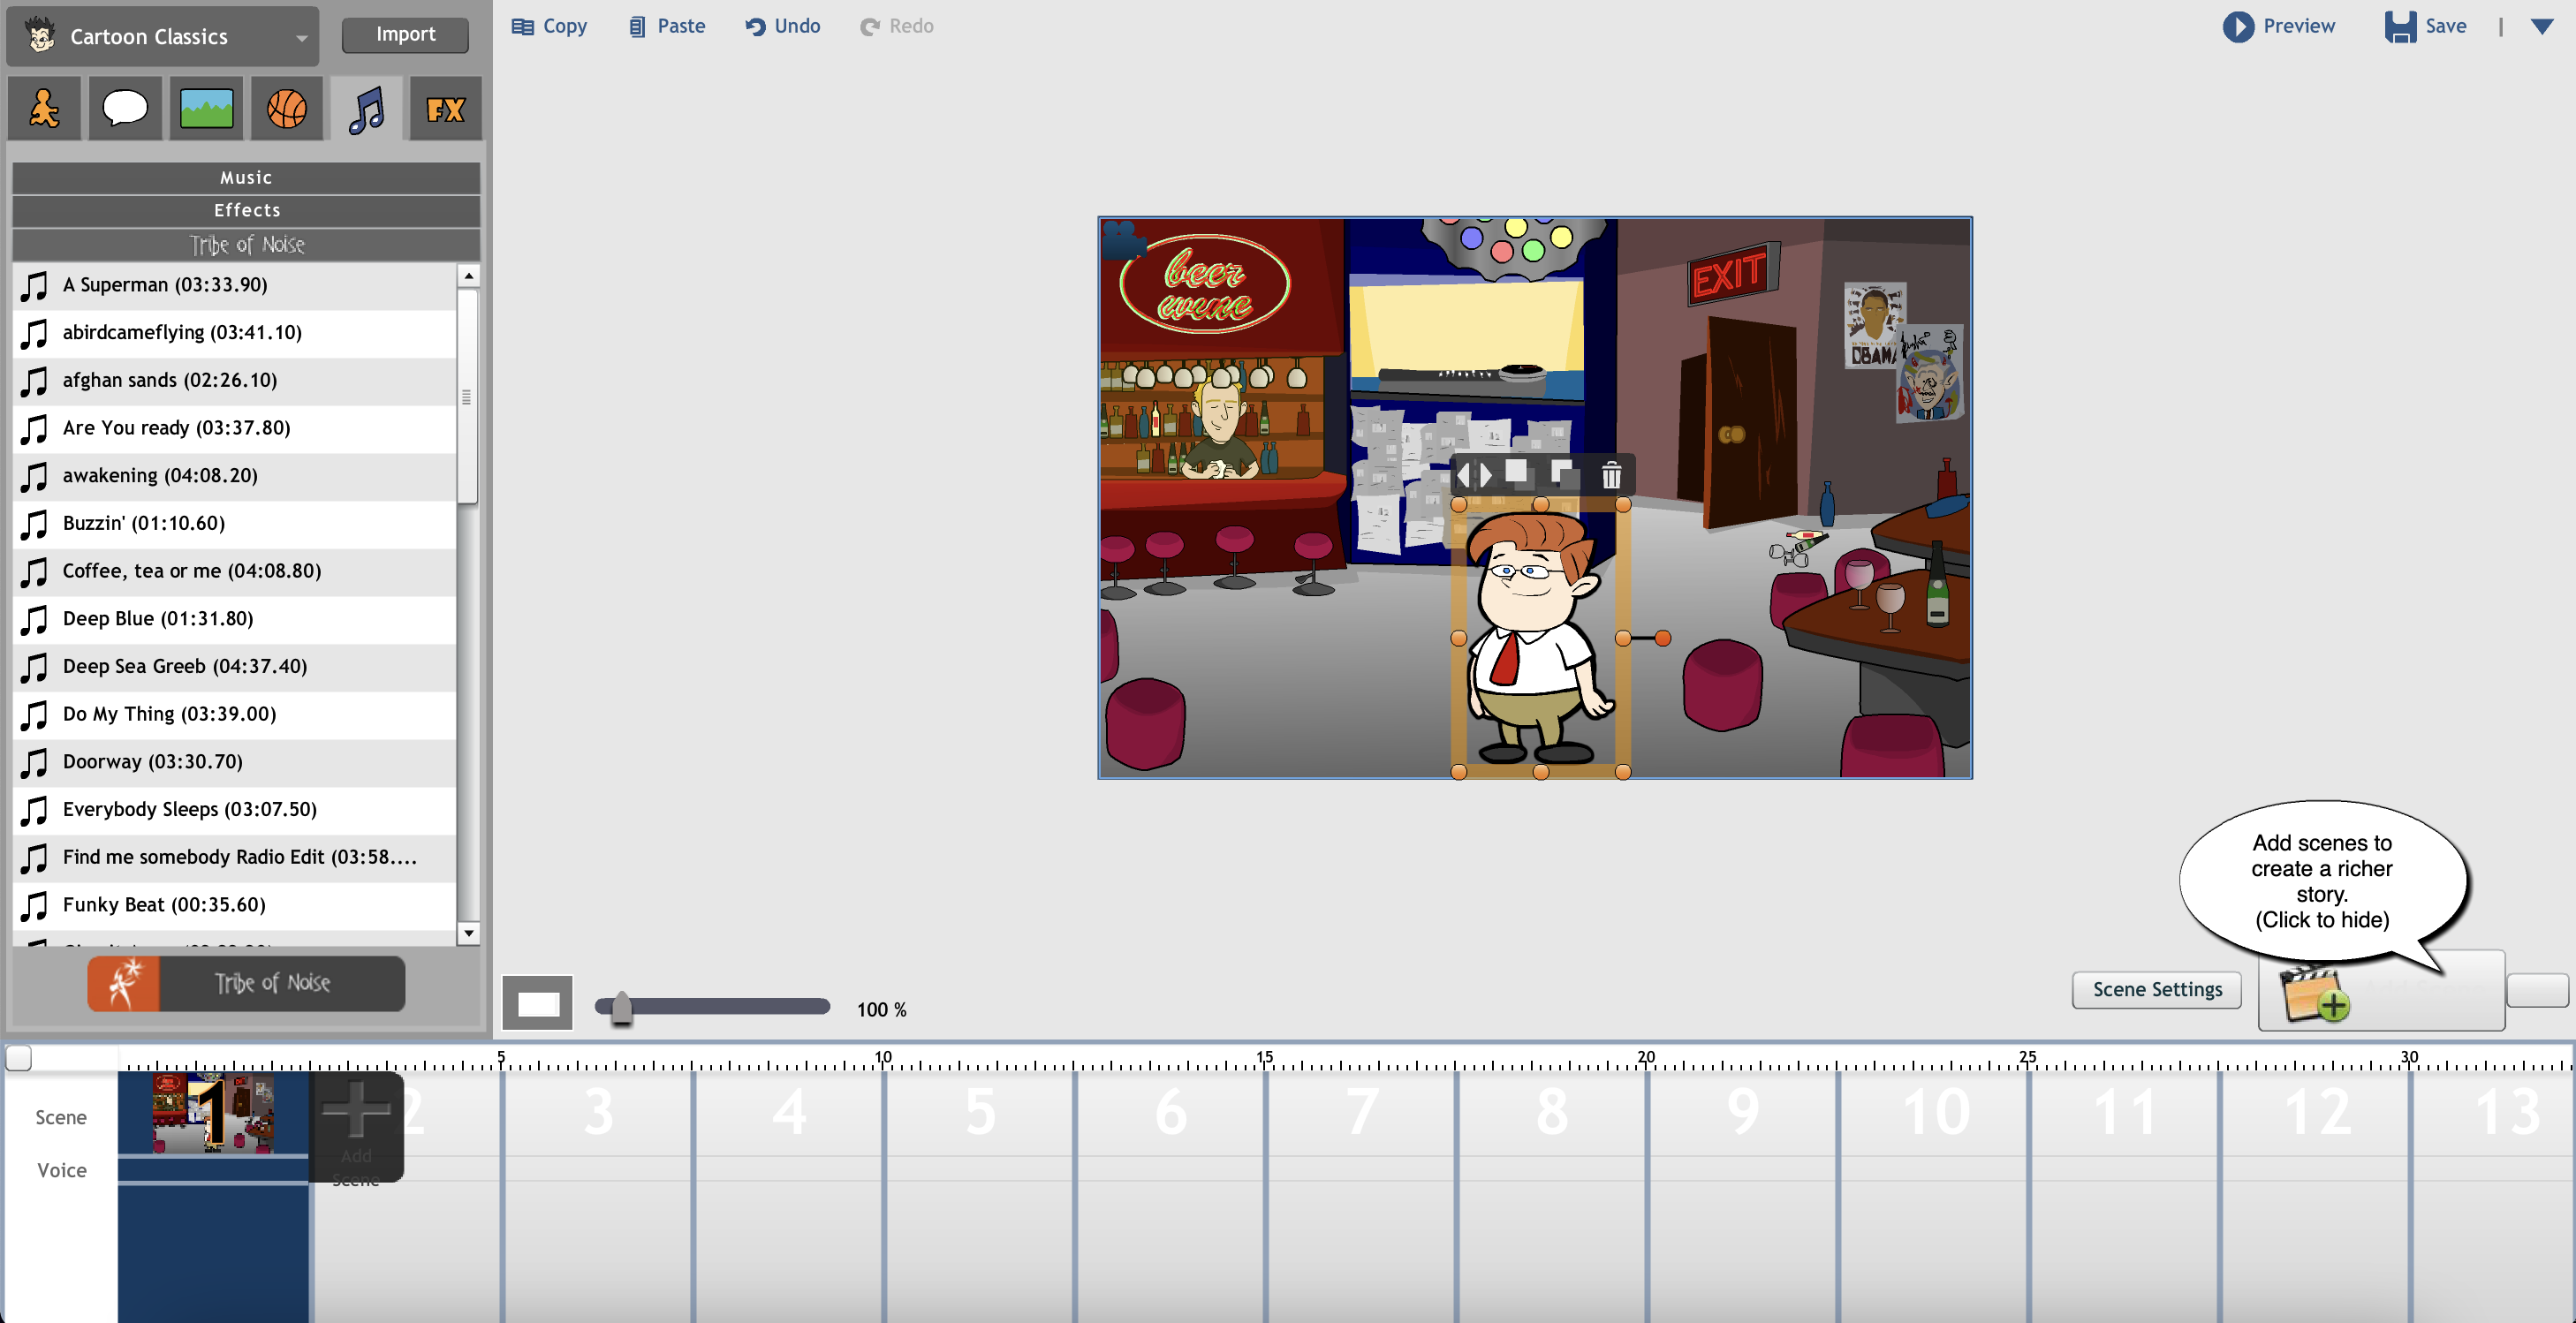 Cartoon Classics
Import
Copy
Paste
Undo
Redo
Preview
Save
FX
Music
Effects
Tribe of Noise
A Superman (03:33.90)
abirdcameflying (03:41.10)
afghan sands (02:26.10)
Are You ready (03:37.80)
awakening (04:08.20)
Buzzin' (01:10.60)
Coffee, tea or me (04:08.80)
Deep Blue (01:31.80)
Deep Sea Greeb (04:37.40)
Do My Thing (03:39.00)
Doorway (03:30.70)
Everybody Sleeps (03:07.50)
Find me somebody Radio Edit (03:58....
Funky Beat (00:35.60)
Tribe of Noise
beer
wine
EXIT
OBAMA
Add scenes to
create a richer
story.
(Click to hide)
100 %
Scene Settings
5 10 15 20 25 30
Scene
Voice
1 2 3 4 5 6 7 8 9 10 11 12 13
Add
Scene